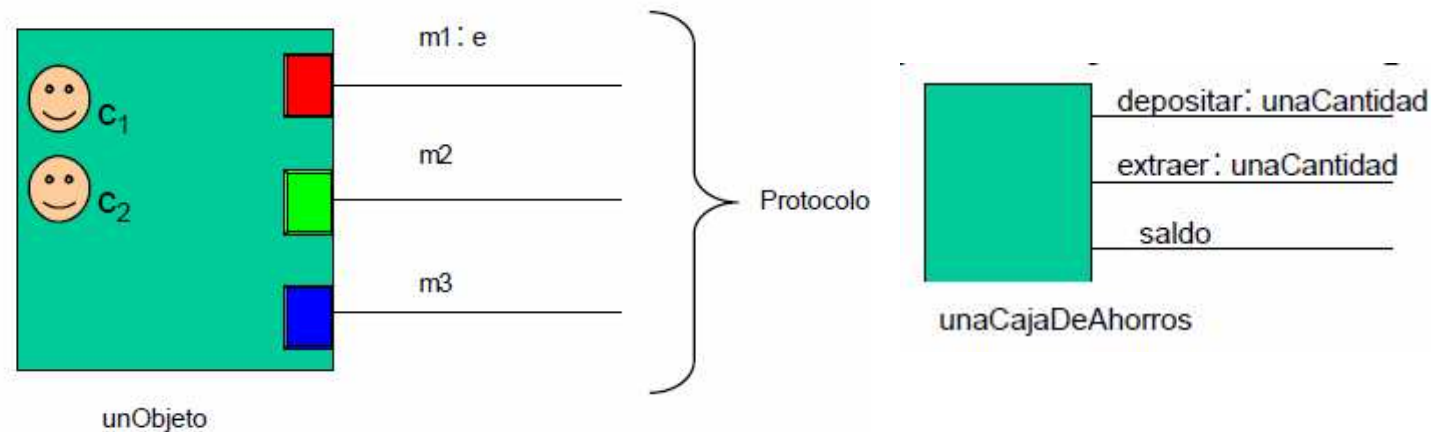 m1: e
c1
m2
c2
Protocolo
m3
unObjeto
depositar: unaCantidad
extraer: unaCantidad
saldo
unaCajaDeAhorros